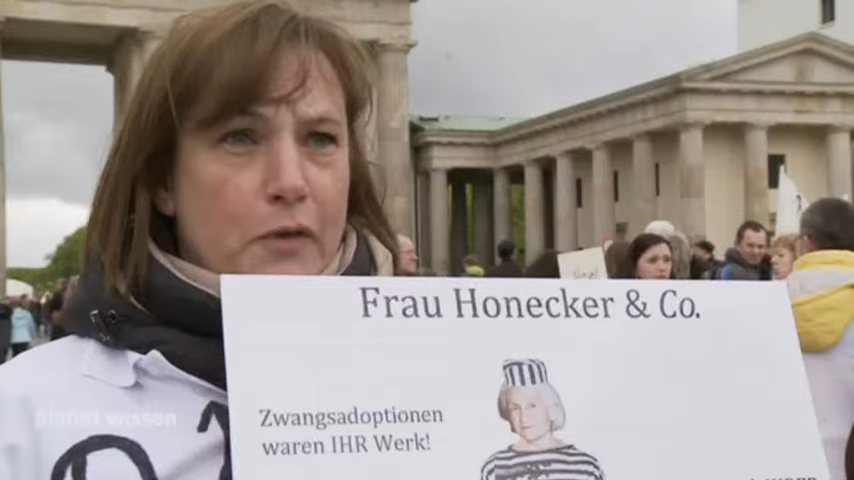 Frau Honecker & Co.
Zwangsadoptionen
waren IHR Werk!
planet wissen